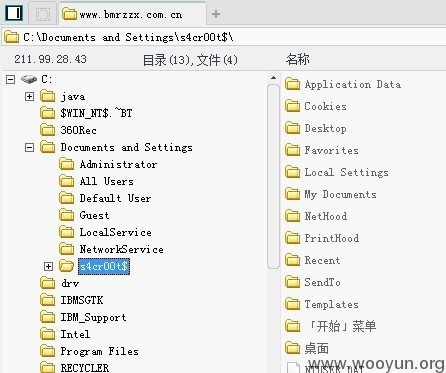 www.bmrzzx.com.cn
C:\Documents and Settings\s4cr00t$\
211.99.28.43 目录(13),文件(4) 名称
C:
java
$WIN_NT$.~BT
360Rec
Documents and Settings
Administrator
All Users
Default User
Guest
LocalService
NetworkService
s4cr00t$
drv
IBMSGTK
IBM_Support
Intel
Program Files
RECYCLER
Application Data
Cookies
Desktop
Favorites
Local Settings
My Documents
NetHood
PrintHood
Recent
SendTo
Templates
「开始」菜单
桌面
NTUSER.DAT
www.wooyun.org